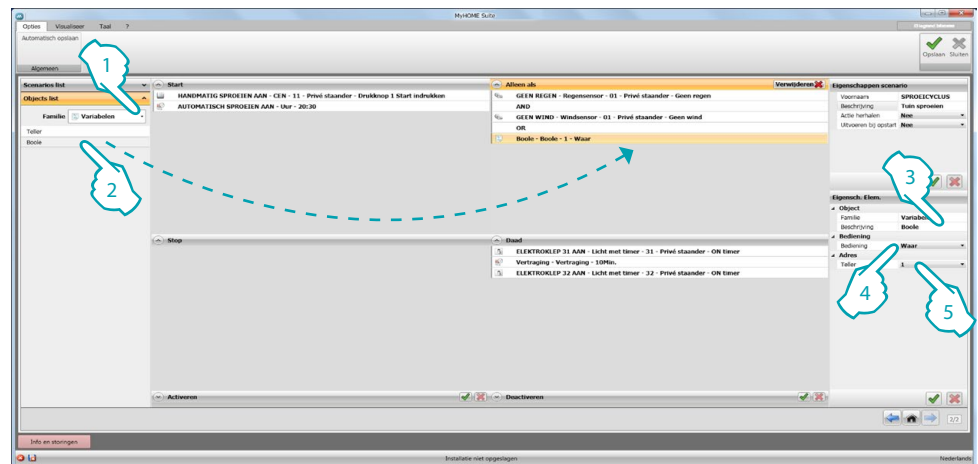 MyHOME Suite
Opties Visualiseer Taal ?
Automatisch opslaan
Opslaan Sluiten
Algemeen
1
Scenarios list
Objects list
Familie Variabelen
Teller
Boole
2
Start
HANDMATIG SPROEIEN AAN - CEN - 11 - Privé staander - Drukknop 1 Start indrukken
AUTOMATISCH SPROEIEN AAN - Uur - 20:30
Alleen als Verwijderen
GEEN REGEN - Regensensor - 01 - Privé staander - Geen regen
AND
GEEN WIND - Windsensor - 01 - Privé staander - Geen wind
OR
Boole - Boole - 1 - Waar
Eigenschappen scenario
Voornaam SPROEICYCLUS
Beschrijving Tuin sproeien
Actie herhalen Nee
Uitvoeren bij opstart Nee
3
Eigensch. Elem.
Object
Familie Variabelen
Beschrijving Boole
Bediening
Bediening Waar
Adres
Teller 1
4
5
Stop
Daad
ELEKTROKLEP 31 AAN - Licht met timer - 31 - Privé staander - ON timer
Vertraging - Vertraging - 10Min.
ELEKTROKLEP 32 AAN - Licht met timer - 32 - Privé staander - ON timer
Activeren
Deactiveren
2/2
Info en storingen
Installatie niet opgeslagen
Nederlands